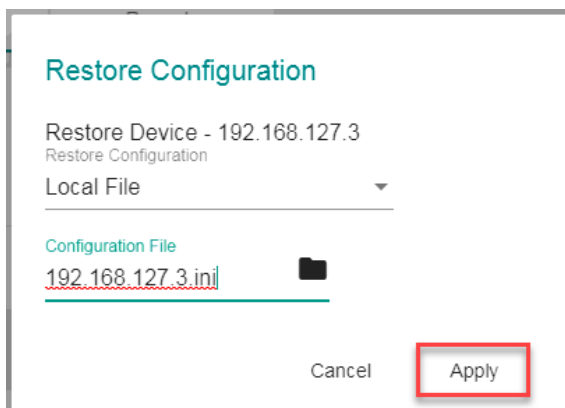 Restore Configuration
Restore Device - 192.168.127.3
Restore Configuration
Local File
Configuration File
192.168.127.3.ini
Cancel
Apply